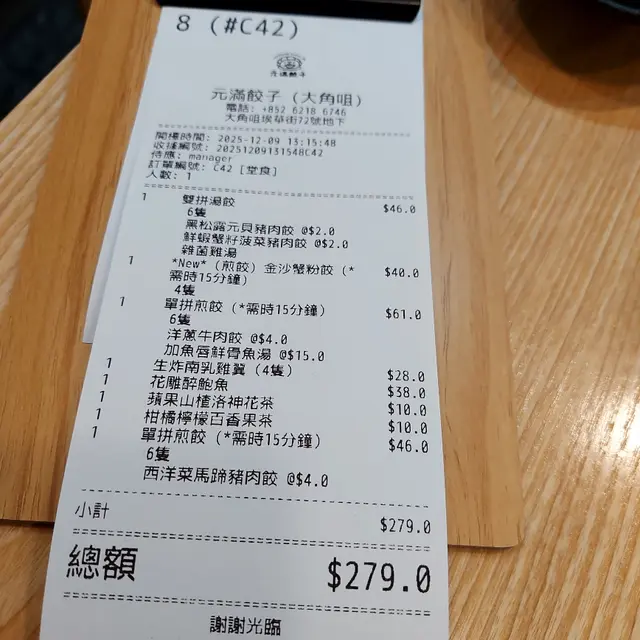 8 (#C42)
元滿餃子
元滿餃子 (大角咀)
電話: +852 6218 6746
大角咀埃華街72號地下
開檯時間: 2025-12-09 13:15:48
收據編號: 20251209131548C42
侍應: manager
訂單編號: C42 [堂食]
人數: 1
1 雙拼湯餃 $46.0
6隻
黑松露元貝豬肉餃 @$2.0
鮮蝦蟹籽菠菜豬肉餃 @$2.0
雜菌雞湯
1 *New* (煎餃) 金沙蟹粉餃 (* $40.0
需時15分鐘)
4隻
1 單拼煎餃 (*需時15分鐘) $61.0
6隻
洋蔥牛肉餃 @$4.0
加魚唇鮮骨魚湯 @$15.0
1 生炸南乳雞翼 (4隻) $28.0
1 花雕醉鮑魚 $38.0
1 蘋果山楂洛神花茶 $10.0
1 柑橘檸檬百香果茶 $10.0
1 單拼煎餃 (*需時15分鐘) $46.0
6隻
西洋菜馬蹄豬肉餃 @$4.0
小計 $279.0
總額 $279.0
謝謝光臨